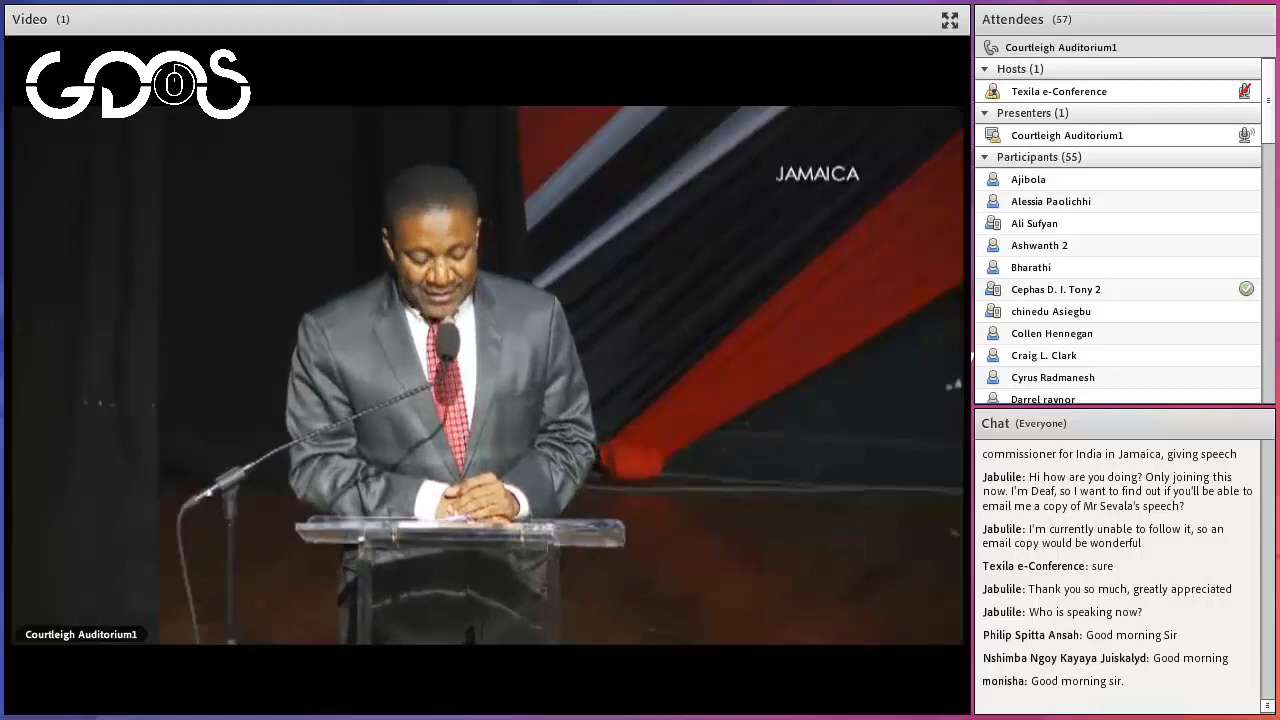 Video (1)
GDOS
JAMAICA
Courtleigh Auditorium1
Attendees (57)
Courtleigh Auditorium1
Hosts (1)
Texila e-Conference
Presenters (1)
Courtleigh Auditorium1
Participants (55)
Ajibola
Alessia Paolichhi
Ali Sufyan
Ashwanth 2
Bharathi
Cephas D. I. Tony 2
chinedu Asiegbu
Collen Hennegan
Craig L. Clark
Cyrus Radmanesh
Darrel raynor
Chat (Everyone)
commissioner for India in Jamaica, giving speech
Jabulile: Hi how are you doing? Only joining this
now. I'm Deaf, so I want to find out if you'll be able to
email me a copy of Mr Sevala's speech?
Jabulile: I'm currently unable to follow it, so an
email copy would be wonderful
Texila e-Conference: sure
Jabulile: Thank you so much, greatly appreciated
Jabulile: Who is speaking now?
Philip Spitta Ansah: Good morning Sir
Nshimba Ngoy Kayaya Juiskalyd: Good morning
monisha: Good morning sir.